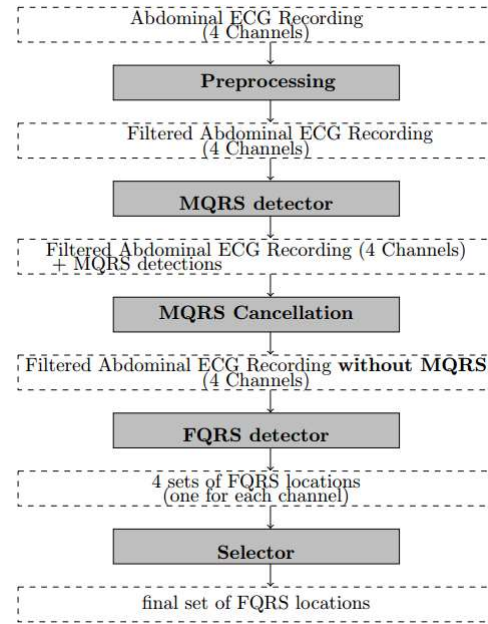 Abdominal ECG Recording
(4 Channels)
Preprocessing
Filtered Abdominal ECG Recording
(4 Channels)
MQRS detector
Filtered Abdominal ECG Recording (4 Channels)
+ MQRS detections
MQRS Cancellation
Filtered Abdominal ECG Recording without MQRS
(4 Channels)
FQRS detector
4 sets of FQRS locations
(one for each channel)
Selector
final set of FQRS locations